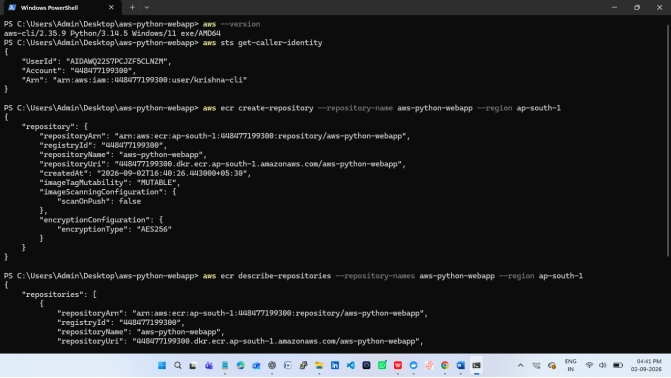 Windows PowerShell
PS C:\Users\Admin\Desktop\aws-python-webapp> aws --version
aws-cli/2.35.9 Python/3.14.5 Windows/11 exe/AMD64
PS C:\Users\Admin\Desktop\aws-python-webapp> aws sts get-caller-identity
{
    "UserId": "AIDAWQ22S7PCJZF5CLNZM",
    "Account": "448477199300",
    "Arn": "arn:aws:iam::448477199300:user/krishna-cli"
}
PS C:\Users\Admin\Desktop\aws-python-webapp> aws ecr create-repository --repository-name aws-python-webapp --region ap-south-1
{
    "repository": {
        "repositoryArn": "arn:aws:ecr:ap-south-1:448477199300:repository/aws-python-webapp",
        "registryId": "448477199300",
        "repositoryName": "aws-python-webapp",
        "repositoryUri": "448477199300.dkr.ecr.ap-south-1.amazonaws.com/aws-python-webapp",
        "createdAt": "2026-09-02T16:40:26.443000+05:30",
        "imageTagMutability": "MUTABLE",
        "imageScanningConfiguration": {
            "scanOnPush": false
        },
        "encryptionConfiguration": {
            "encryptionType": "AES256"
        }
    }
}
PS C:\Users\Admin\Desktop\aws-python-webapp> aws ecr describe-repositories --repository-names aws-python-webapp --region ap-south-1
{
    "repositories": [
        {
            "repositoryArn": "arn:aws:ecr:ap-south-1:448477199300:repository/aws-python-webapp",
            "registryId": "448477199300",
            "repositoryName": "aws-python-webapp",
            "repositoryUri": "448477199300.dkr.ecr.ap-south-1.amazonaws.com/aws-python-webapp",
ENG
IN
04:41 PM
02-09-2026